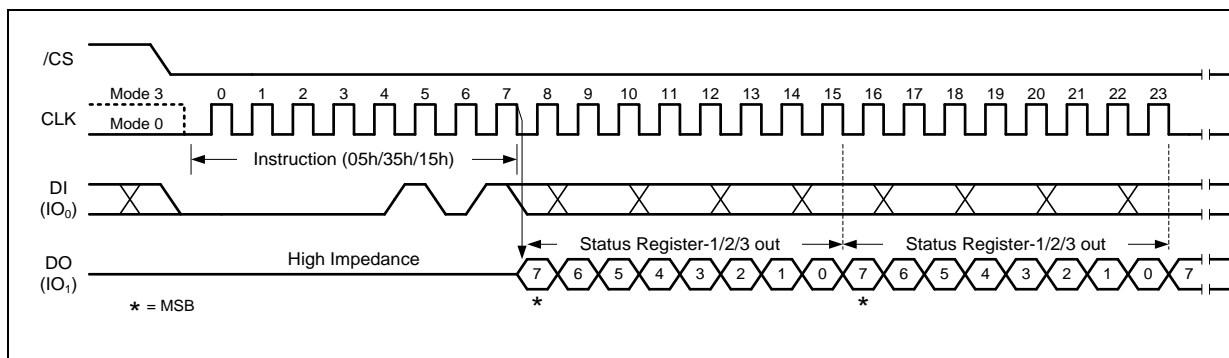 /CS
Mode 3
0 1 2 3 4 5 6 7 8 9 10 11 12 13 14 15 16 17 18 19 20 21 22 23
CLK
Mode 0
Instruction (05h/35h/15h)
DI
(IO₀)
Status Register-1/2/3 out Status Register-1/2/3 out
High Impedance
DO
(IO₁)
7 6 5 4 3 2 1 0 7 6 5 4 3 2 1 0 7
* *
* = MSB